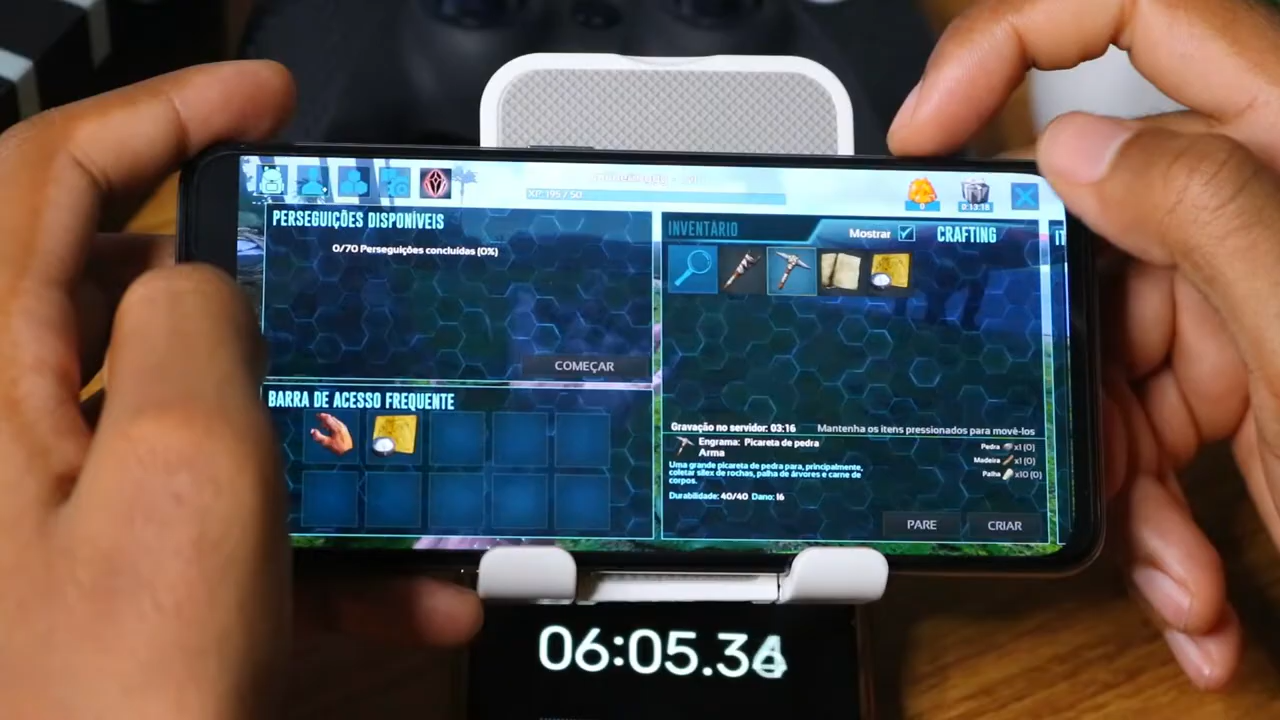 XP: 195 / 50
0
0:13:18
PERSEGUIÇÕES DISPONÍVEIS
0/70 Perseguições concluídas (0%)
COMEÇAR
BARRA DE ACESSO FREQUENTE
INVENTÁRIO
Mostrar
CRAFTING
Gravação no servidor: 03:16
Mantenha os itens pressionados para movê-los
Engrama: Picareta de pedra
Arma
Uma grande picareta de pedra para, principalmente,
coletar sílex de rochas, palha de árvores e carne de
corpos.
Durabilidade: 40/40 Dano: 16
Pedra x1 (0)
Madeira x1 (0)
Palha x10 (0)
PARE
CRIAR
06:05.34